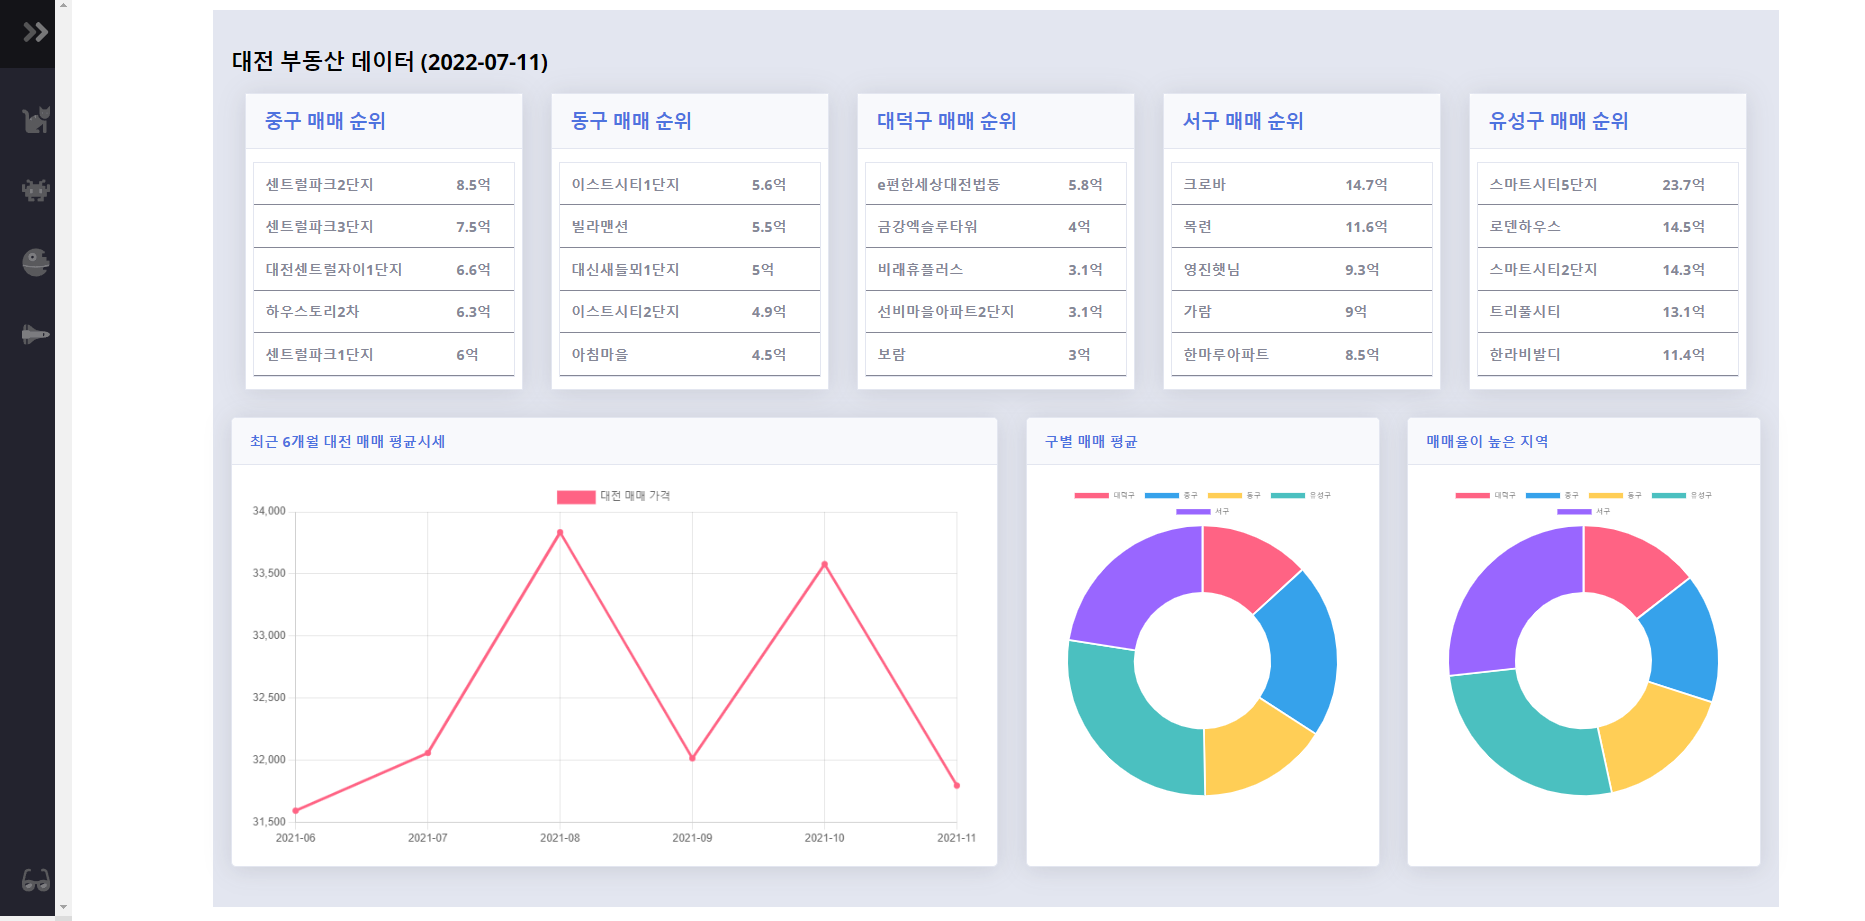 대전 부동산 데이터 (2022-07-11)
중구 매매 순위
센트럴파크2단지 8.5억
센트럴파크3단지 7.5억
대전센트럴자이1단지 6.6억
하우스토리2차 6.3억
센트럴파크1단지 6억
동구 매매 순위
이스트시티1단지 5.6억
빌라맨션 5.5억
대신새들뫼1단지 5억
이스트시티2단지 4.9억
아침마을 4.5억
대덕구 매매 순위
e편한세상대전법동 5.8억
금강엑슬루타워 4억
비래휴플러스 3.1억
선비마을아파트2단지 3.1억
보람 3억
서구 매매 순위
크로바 14.7억
목련 11.6억
영진햇님 9.3억
가람 9억
한마루아파트 8.5억
유성구 매매 순위
스마트시티5단지 23.7억
로덴하우스 14.5억
스마트시티2단지 14.3억
트리풀시티 13.1억
한라비발디 11.4억
최근 6개월 대전 매매 평균시세
대전 매매 가격
34,000
33,500
33,000
32,500
32,000
31,500
2021-06 2021-07 2021-08 2021-09 2021-10 2021-11
구별 매매 평균
대덕구 중구 동구 유성구
서구
매매율이 높은 지역
대덕구 중구 동구 유성구
서구